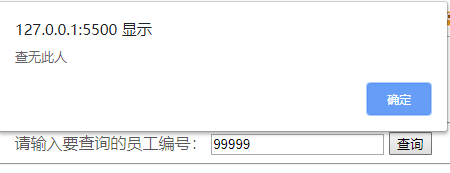 127.0.0.1:5500 显示
查无此人
确定
请输入要查询的员工编号： 99999 查询